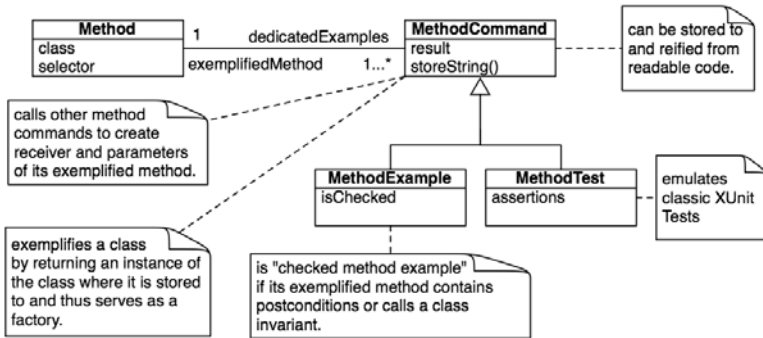 Method
class
selector
1
dedicatedExamples
exemplifiedMethod
1...*
MethodCommand
result
storeString()
can be stored to
and reified from
readable code.
calls other method
commands to create
receiver and parameters
of its exemplified method.
MethodExample
isChecked
MethodTest
assertions
emulates
classic XUnit
Tests
exemplifies a class
by returning an instance of
the class where it is stored
to and thus serves as a
factory.
is "checked method example"
if its exemplified method contains
postconditions or calls a class
invariant.